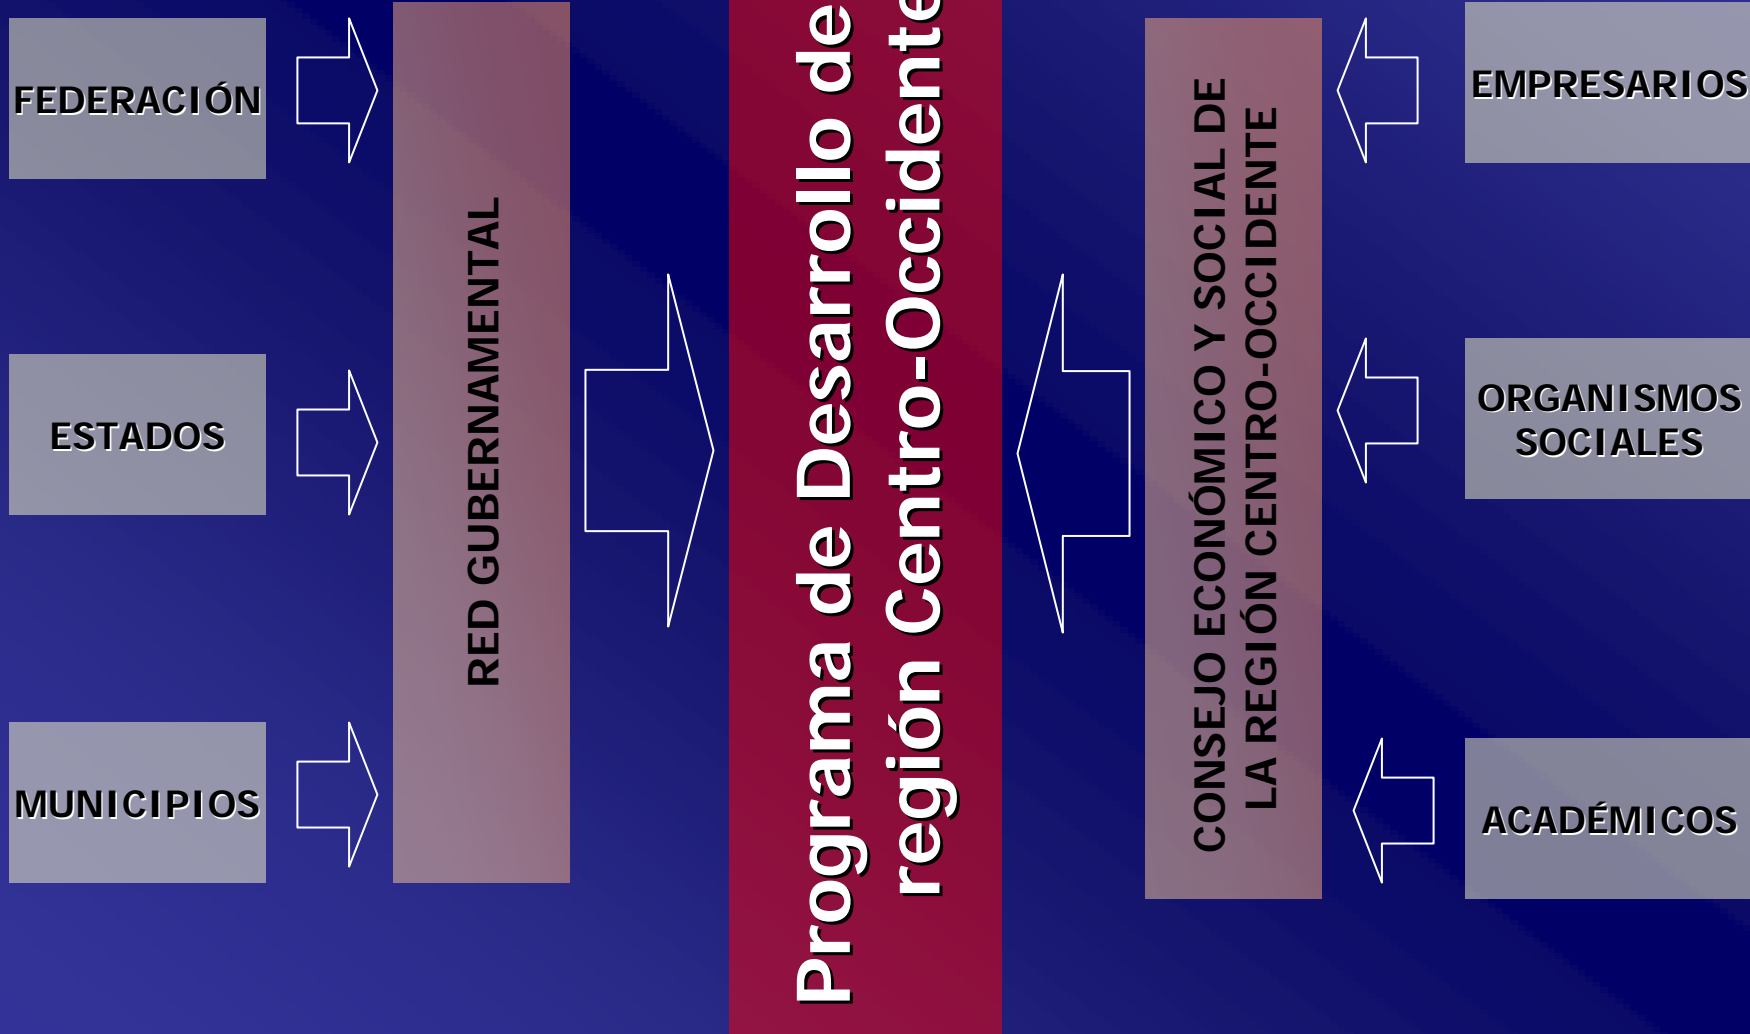 FEDERACIÓN
ESTADOS
MUNICIPIOS
RED GUBERNAMENTAL
Programa de Desarrollo de
región Centro-Occidente
CONSEJO ECONÓMICO Y SOCIAL DE
LA REGIÓN CENTRO-OCCIDENTE
EMPRESARIOS
ORGANISMOS
SOCIALES
ACADÉMICOS